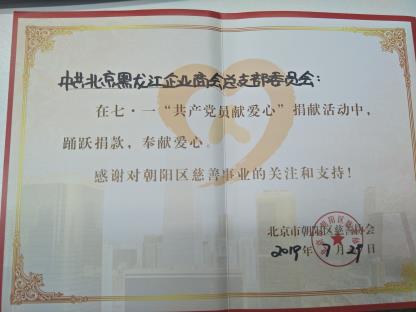 中共北京黑龙江企业商会总支部委员会：
在七·一“共产党员献爱心”捐献活动中，
踊跃捐款，奉献爱心。
感谢对朝阳区慈善事业的关注和支持！
北京市朝阳区慈善协会
2019年7月29日